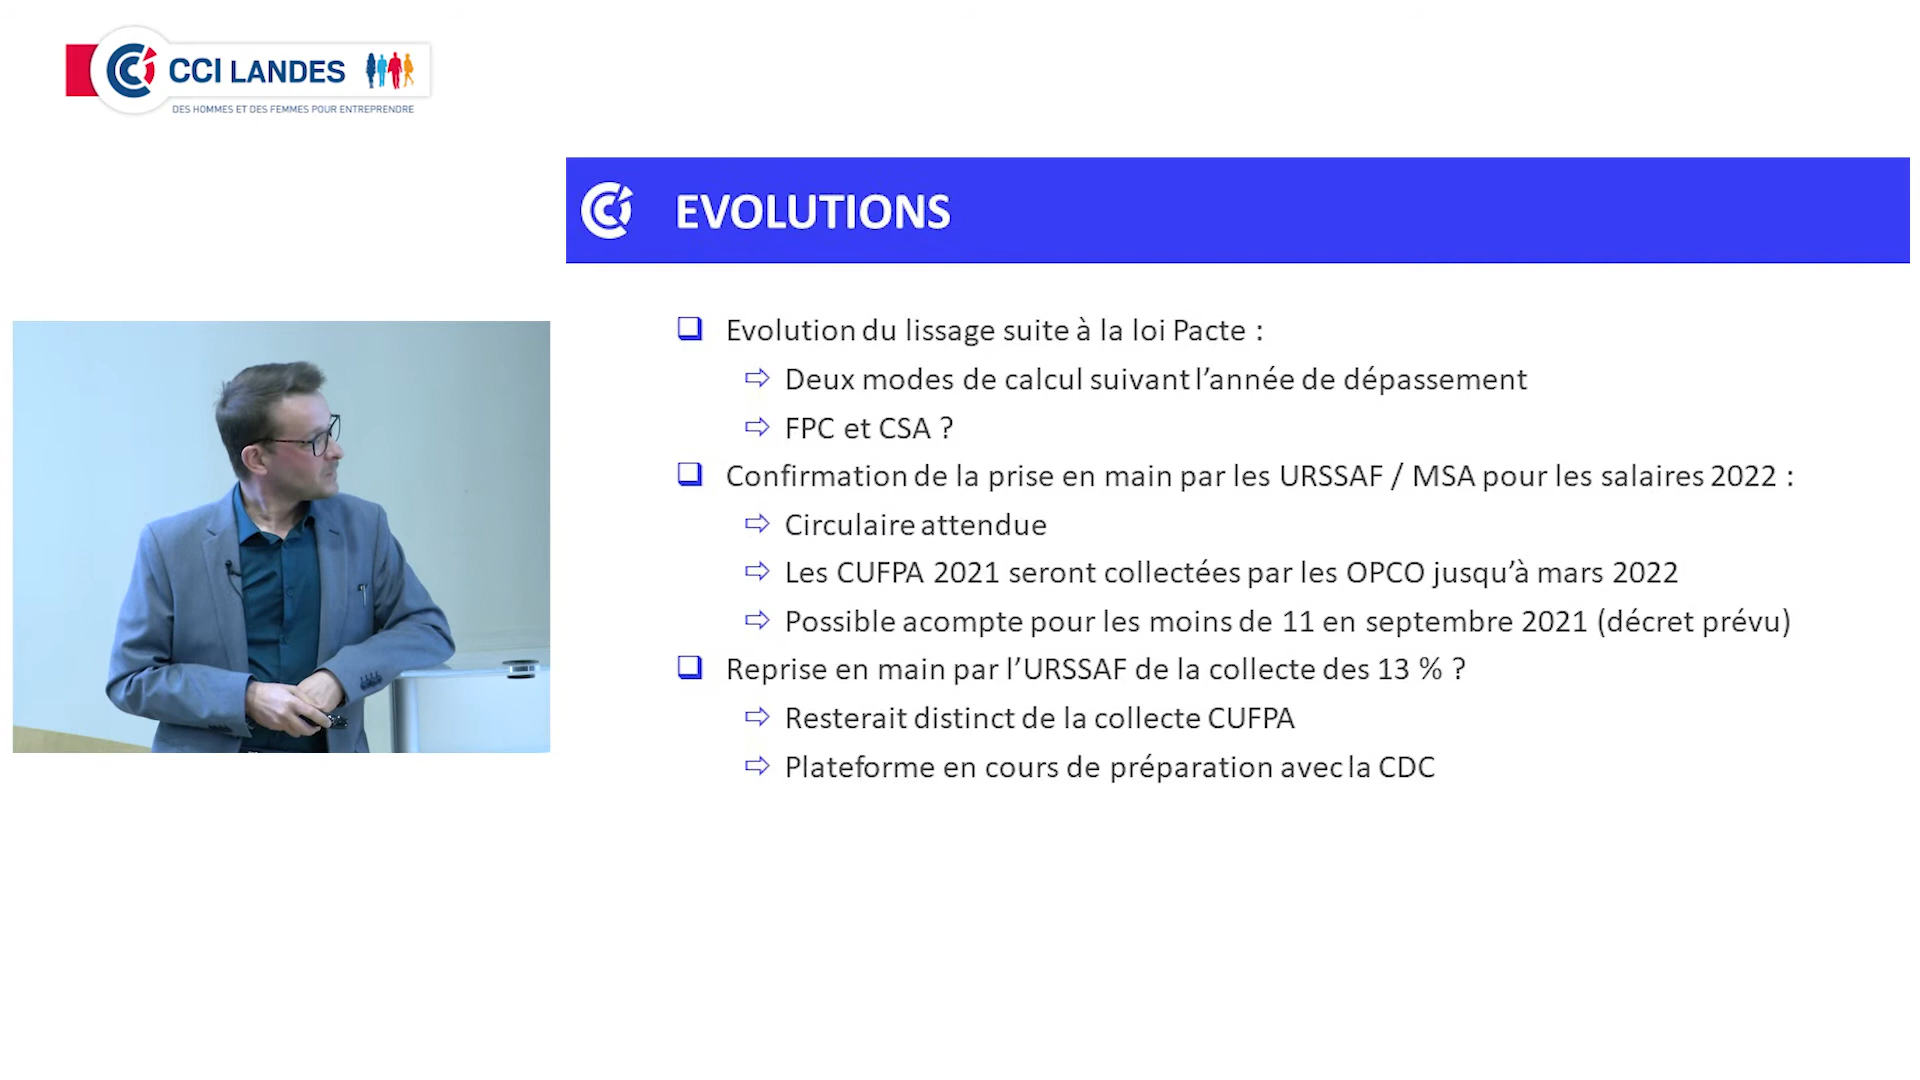 CCI LANDES
DES HOMMES ET DES FEMMES POUR ENTREPRENDRE
EVOLUTIONS
Evolution du lissage suite à la loi Pacte :
Deux modes de calcul suivant l’année de dépassement
FPC et CSA ?
Confirmation de la prise en main par les URSSAF / MSA pour les salaires 2022 :
Circulaire attendue
Les CUFPA 2021 seront collectées par les OPCO jusqu’à mars 2022
Possible acompte pour les moins de 11 en septembre 2021 (décret prévu)
Reprise en main par l’URSSAF de la collecte des 13 % ?
Resterait distinct de la collecte CUFPA
Plateforme en cours de préparation avec la CDC